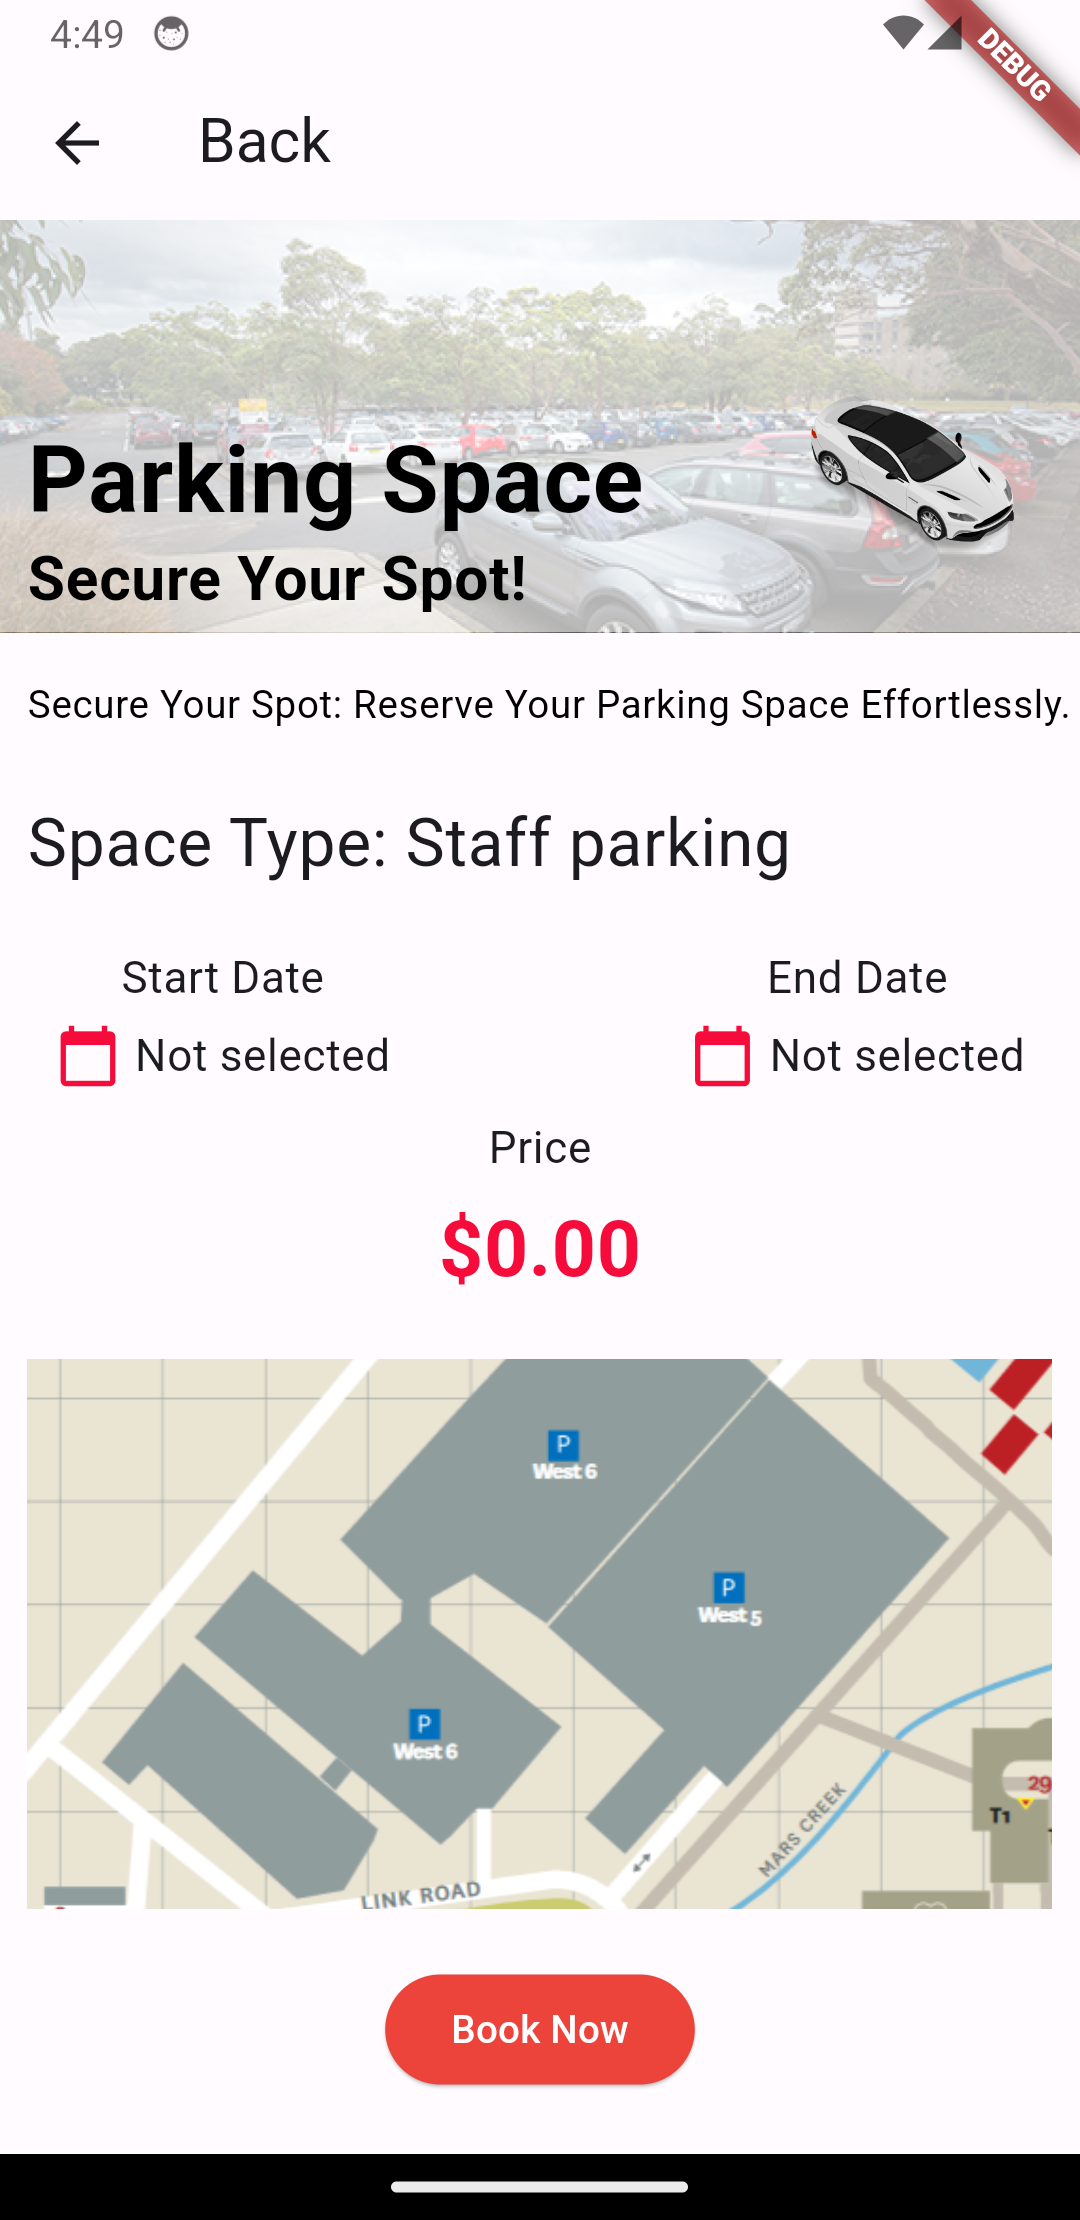 4:49
DEBUG
Back
Parking Space
Secure Your Spot!
Secure Your Spot: Reserve Your Parking Space Effortlessly.
Space Type: Staff parking
Start Date
End Date
Not selected
Not selected
Price
$0.00
P
West 6
P
West 5
P
West 6
29
T1
MARS CREEK
LINK ROAD
Book Now